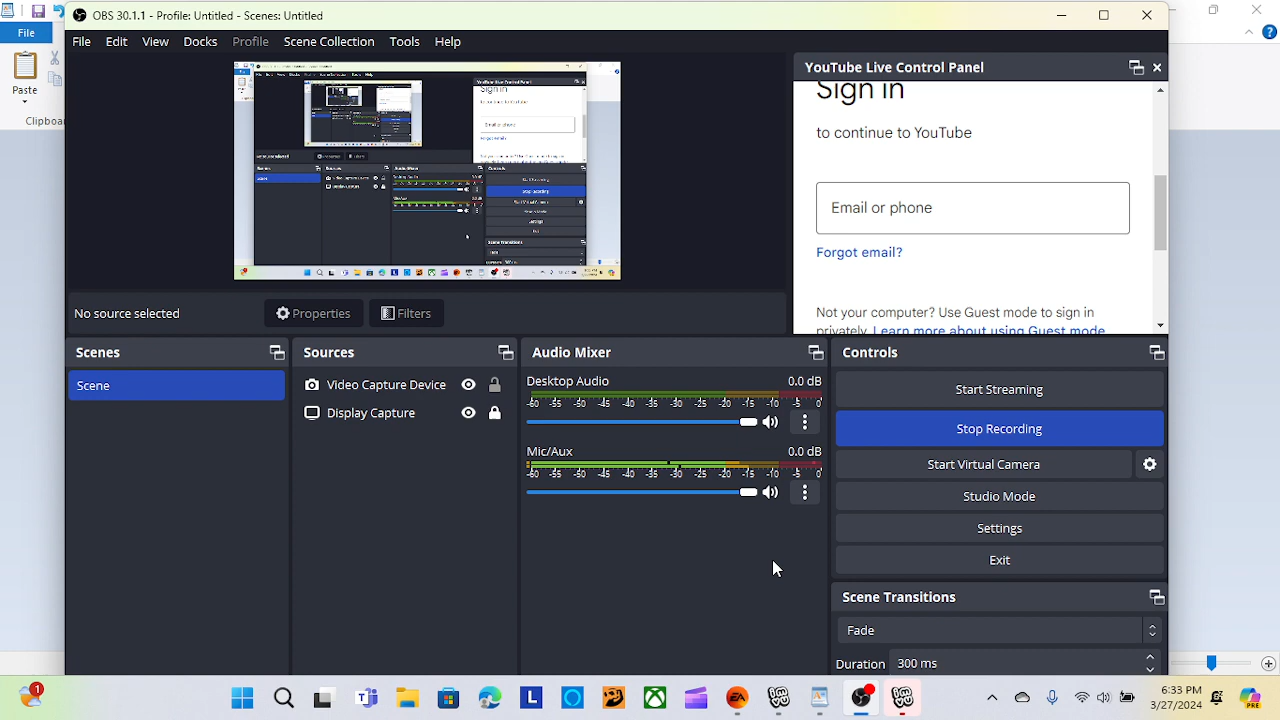 OBS 30.1.1 - Profile: Untitled - Scenes: Untitled
File
File Edit View Docks Profile Scene Collection Tools Help
Paste
Clipboar
YouTube Live Control Panel
Sign in
to continue to YouTube
Email or phone
Forgot email?
Not your computer? Use Guest mode to sign in
privately. Learn more about using Guest mode
No source selected Properties Filters
Scenes
Scene
Sources
Video Capture Device
Display Capture
Audio Mixer
Desktop Audio 0.0 dB
-60 -55 -50 -45 -40 -35 -30 -25 -20 -15 -10 -5 0
Mic/Aux 0.0 dB
-60 -55 -50 -45 -40 -35 -30 -25 -20 -15 -10 -5 0
Controls
Start Streaming
Stop Recording
Start Virtual Camera
Studio Mode
Settings
Exit
Scene Transitions
Fade
Duration 300 ms
1
L
EA
6:33 PM
3/27/2024
PRE